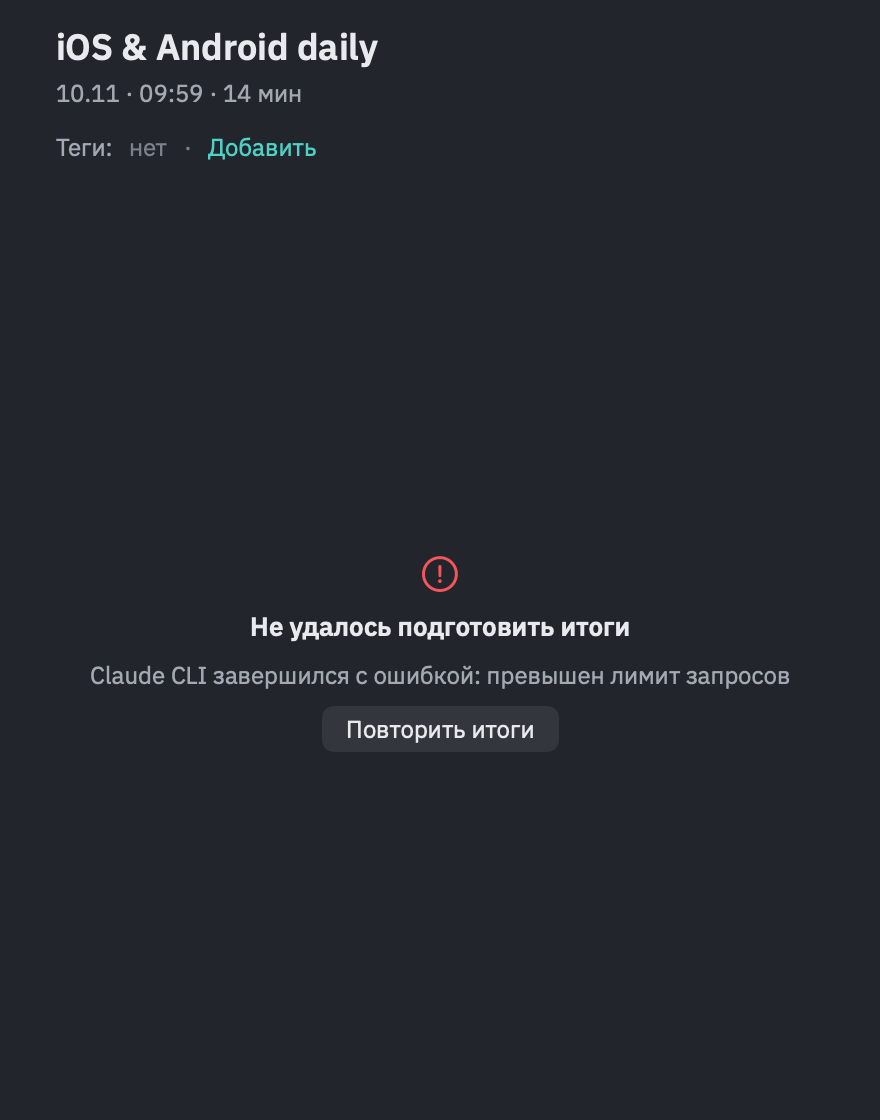 iOS & Android daily
10.11 · 09:59 · 14 мин
Теги: нет · Добавить
Не удалось подготовить итоги
Claude CLI завершился с ошибкой: превышен лимит запросов
Повторить итоги